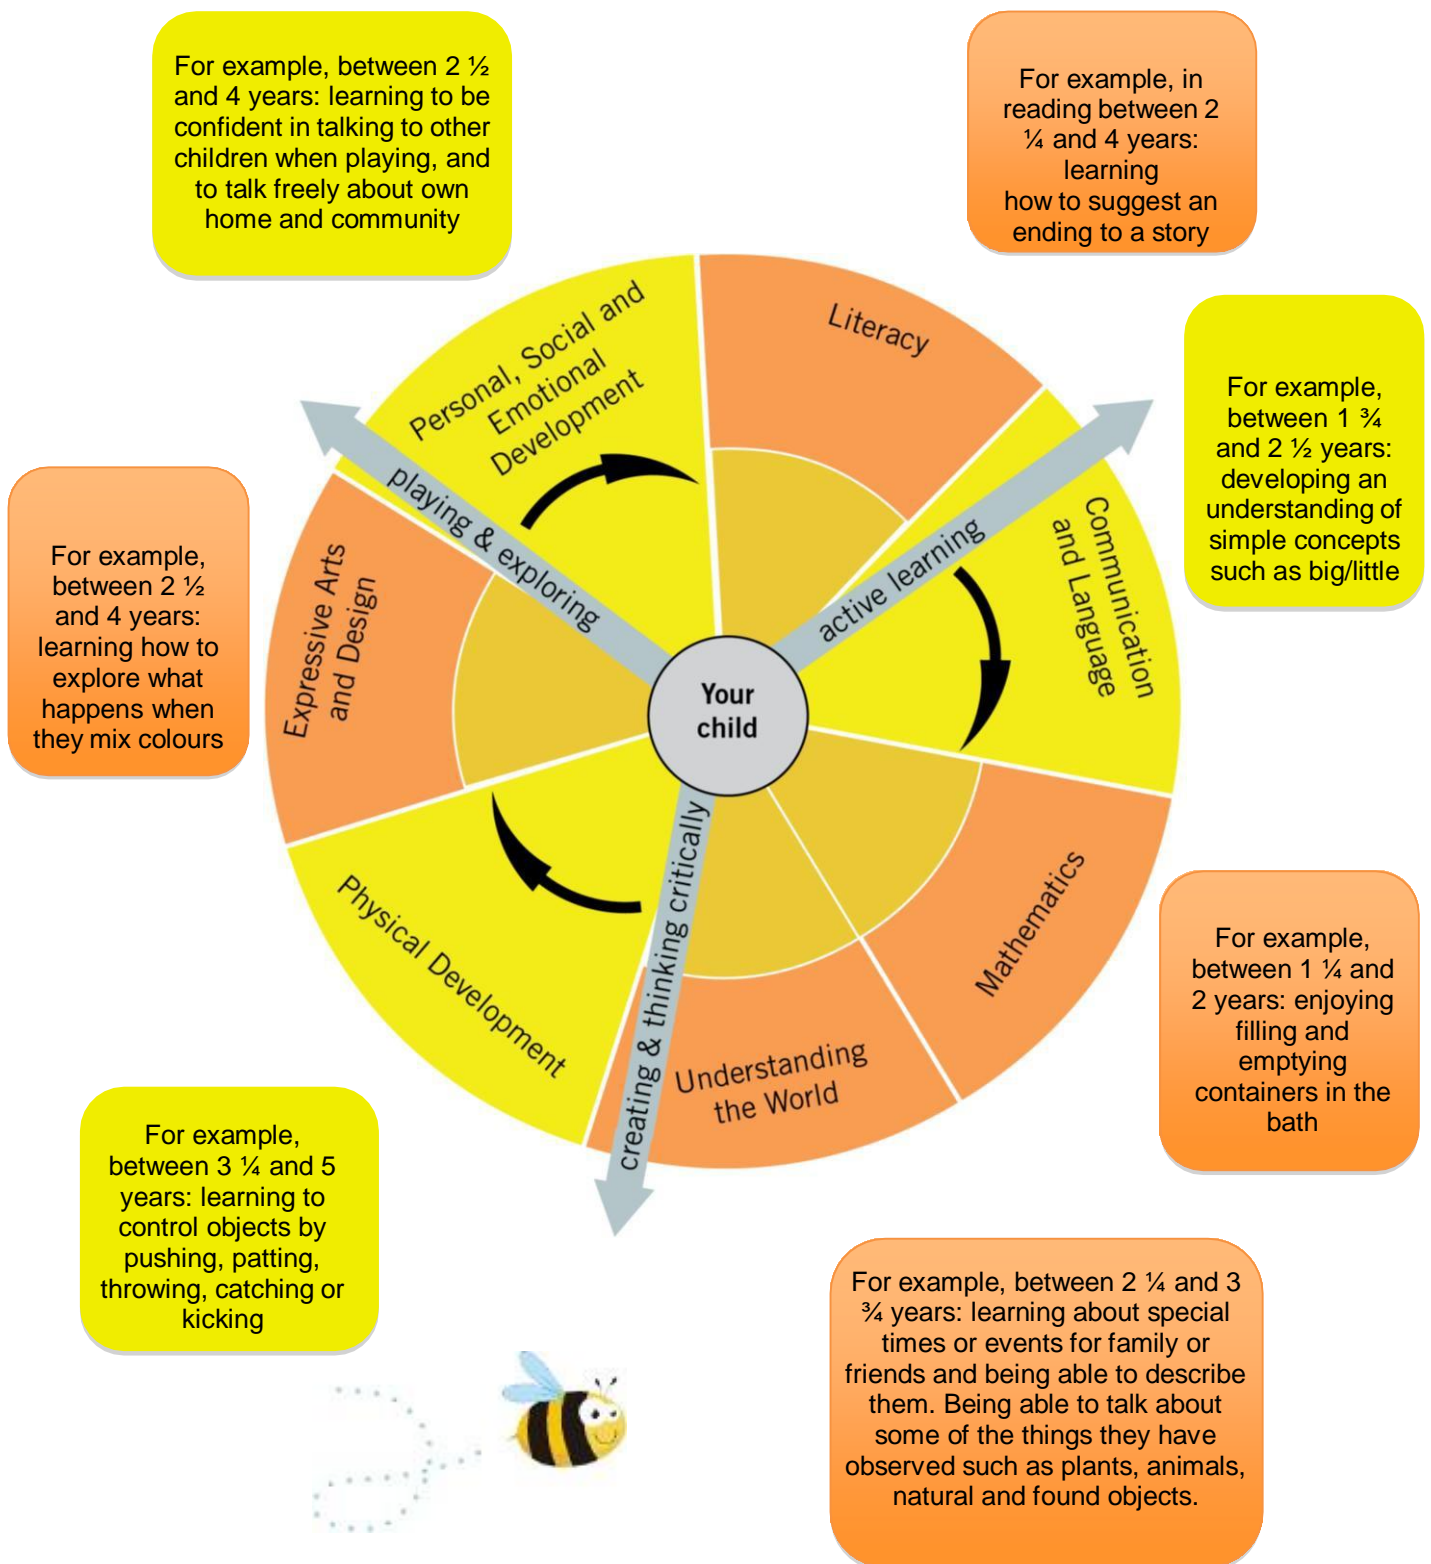 For example, between 2 ½
and 4 years: learning to be
confident in talking to other
children when playing, and
to talk freely about own
home and community
For example, in
reading between 2
¼ and 4 years:
learning
how to suggest an
ending to a story
For example,
between 1 ¾
and 2 ½ years:
developing an
understanding of
simple concepts
such as big/little
Personal, Social and
Emotional
Development
Literacy
Communication
and Language
playing & exploring
active learning
For example,
between 2 ½
and 4 years:
learning how to
explore what
happens when
they mix colours
Expressive Arts
and Design
Your
child
Mathematics
Physical Development
creating & thinking critically
Understanding
the World
For example,
between 1 ¼ and
2 years: enjoying
filling and
emptying
containers in the
bath
For example,
between 3 ¼ and 5
years: learning to
control objects by
pushing, patting,
throwing, catching or
kicking
For example, between 2 ¼ and 3
¾ years: learning about special
times or events for family or
friends and being able to describe
them. Being able to talk about
some of the things they have
observed such as plants, animals,
natural and found objects.